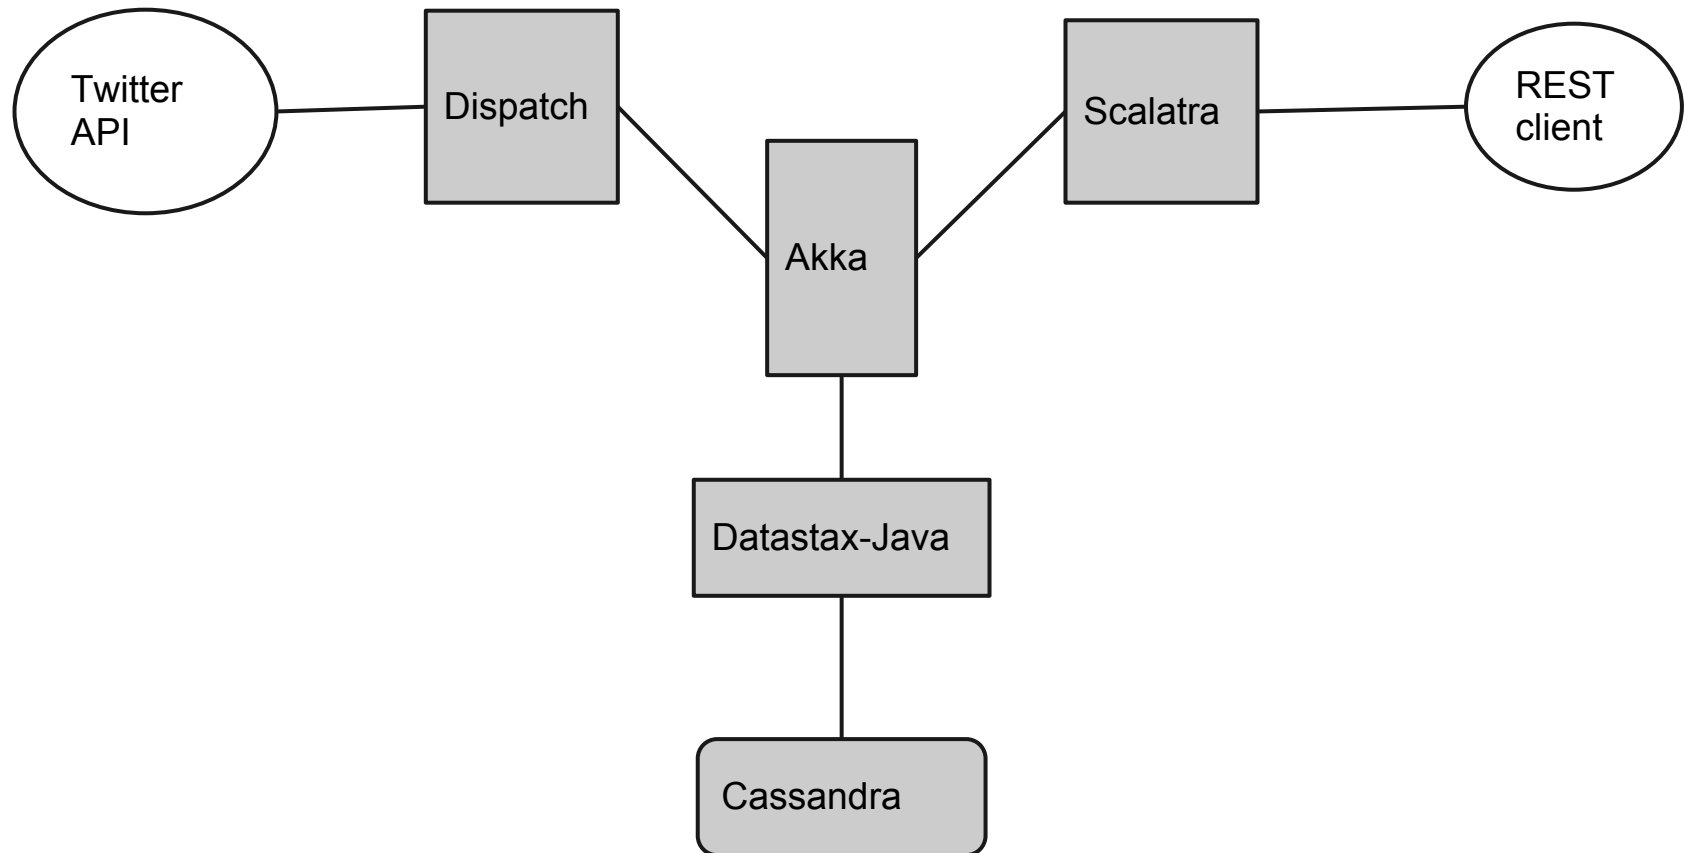 Twitter
API
Dispatch
Scalatra
REST
client
Akka
Datastax-Java
Cassandra